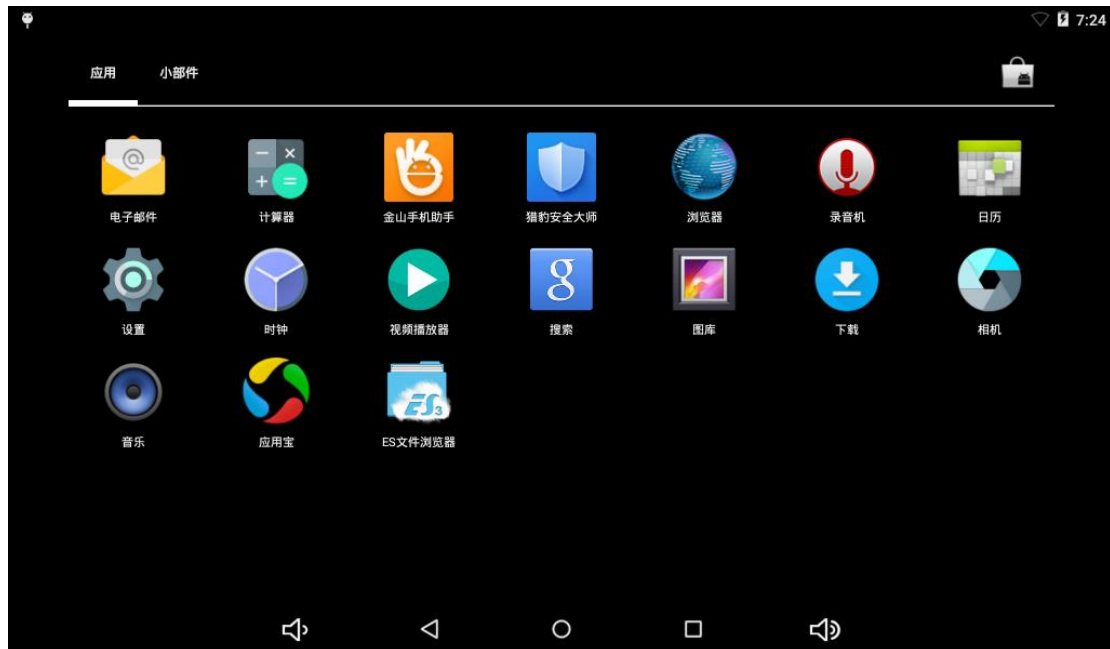 7:24
应用 小部件
电子邮件 计算器 金山手机助手 猎豹安全大师 浏览器 录音机 日历
设置 时钟 视频播放器 搜索 图库 下载 相机
音乐 应用宝 ES文件浏览器